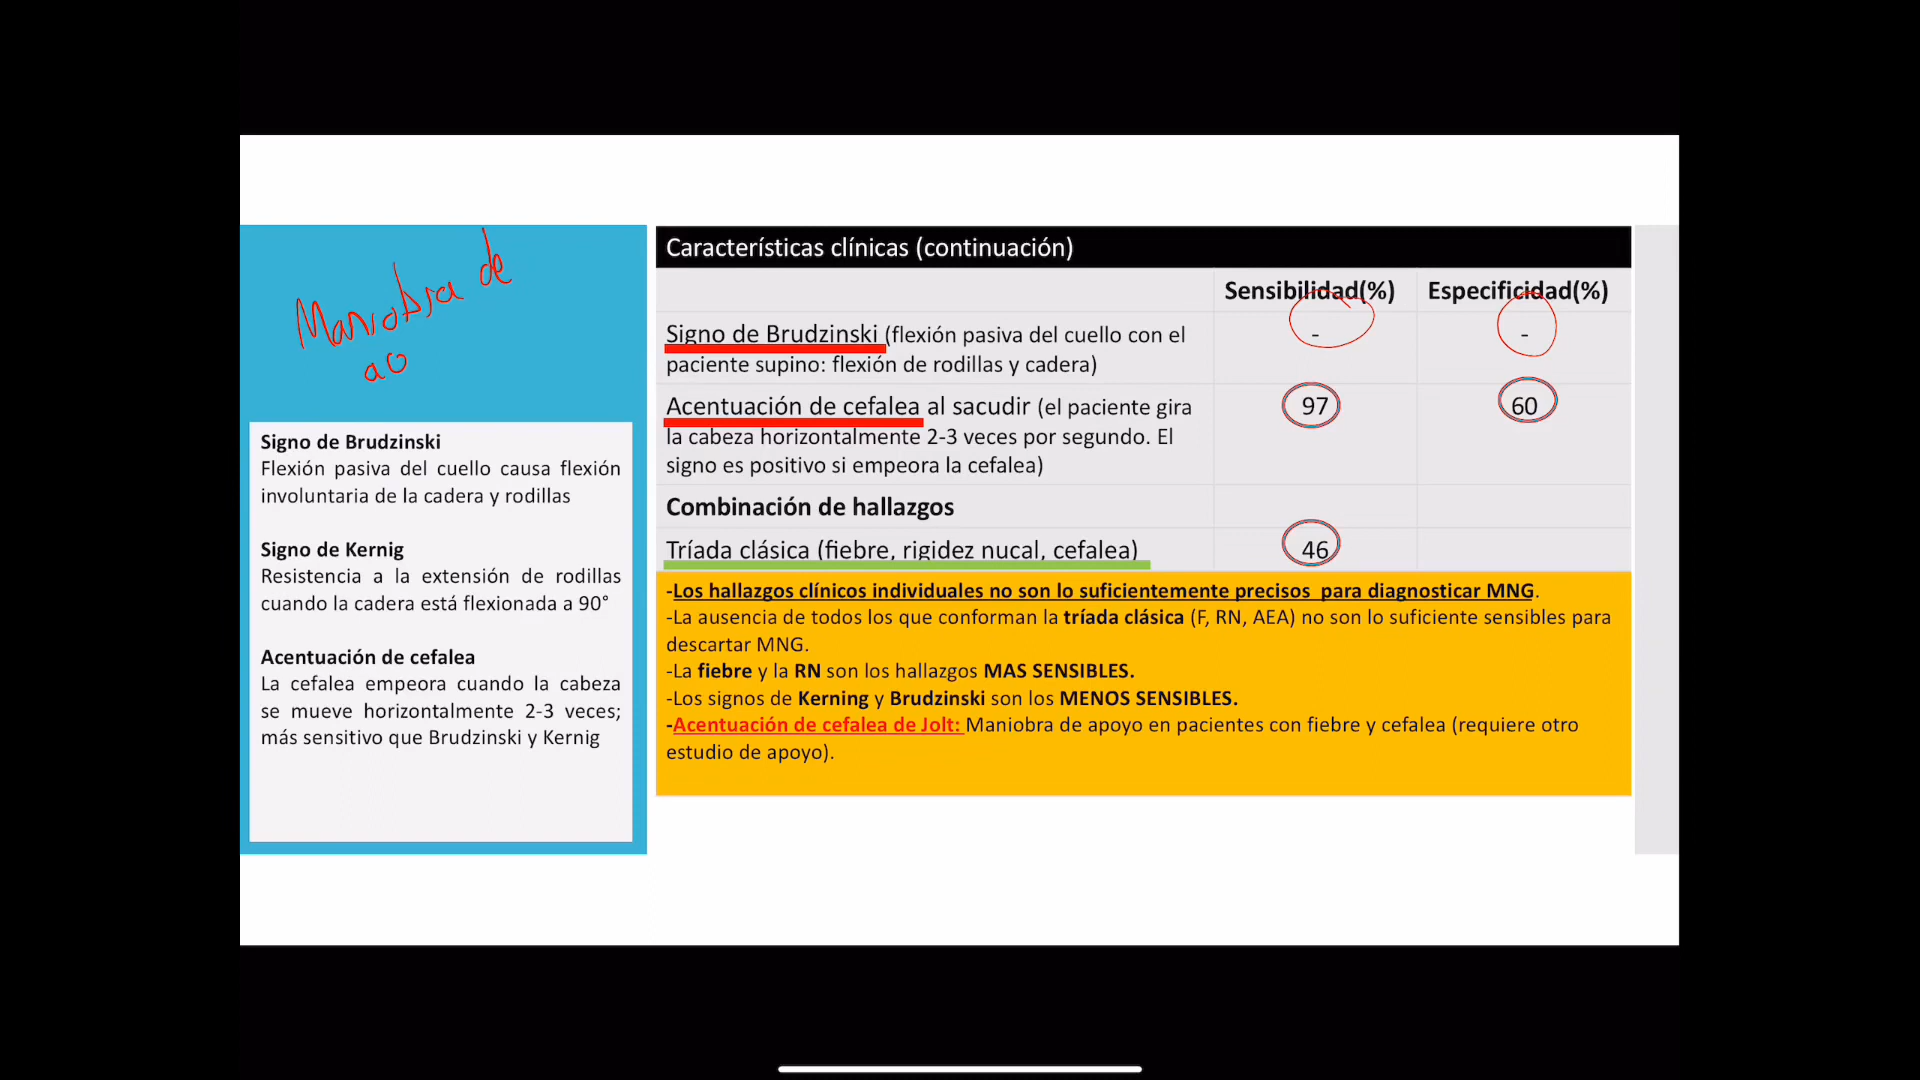 Maniobra de
Signo de Brudzinski
Flexión pasiva del cuello causa flexión
involuntaria de la cadera y rodillas
Signo de Kernig
Resistencia a la extensión de rodillas
cuando la cadera está flexionada a 90°
Acentuación de cefalea
La cefalea empeora cuando la cabeza
se mueve horizontalmente 2-3 veces;
más sensitivo que Brudzinski y Kernig
Características clínicas (continuación)
Sensibilidad(%) Especificidad(%)
Signo de Brudzinski (flexión pasiva del cuello con el - -
paciente supino: flexión de rodillas y cadera)
Acentuación de cefalea al sacudir (el paciente gira 97 60
la cabeza horizontalmente 2-3 veces por segundo. El
signo es positivo si empeora la cefalea)
Combinación de hallazgos
Tríada clásica (fiebre, rigidez nucal, cefalea) 46
-Los hallazgos clínicos individuales no son lo suficientemente precisos para diagnosticar MNG.
-La ausencia de todos los que conforman la tríada clásica (F, RN, AEA) no son lo suficiente sensibles para
descartar MNG.
-La fiebre y la RN son los hallazgos MAS SENSIBLES.
-Los signos de Kerning y Brudzinski son los MENOS SENSIBLES.
-Acentuación de cefalea de Jolt: Maniobra de apoyo en pacientes con fiebre y cefalea (requiere otro
estudio de apoyo).